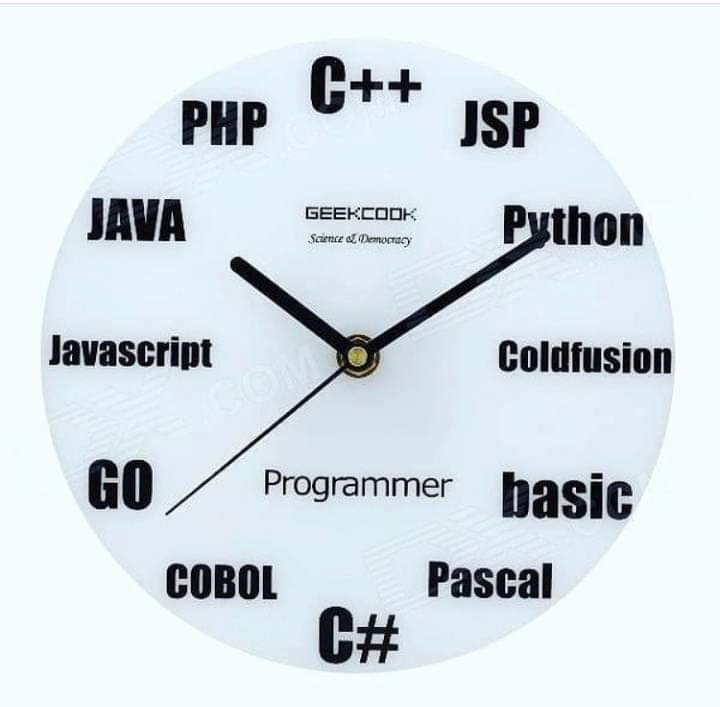 C++
PHP
JSP
GEEKCOOK
Science & Democracy
JAVA
Python
Javascript
Coldfusion
GO
Programmer
basic
COBOL
Pascal
C#